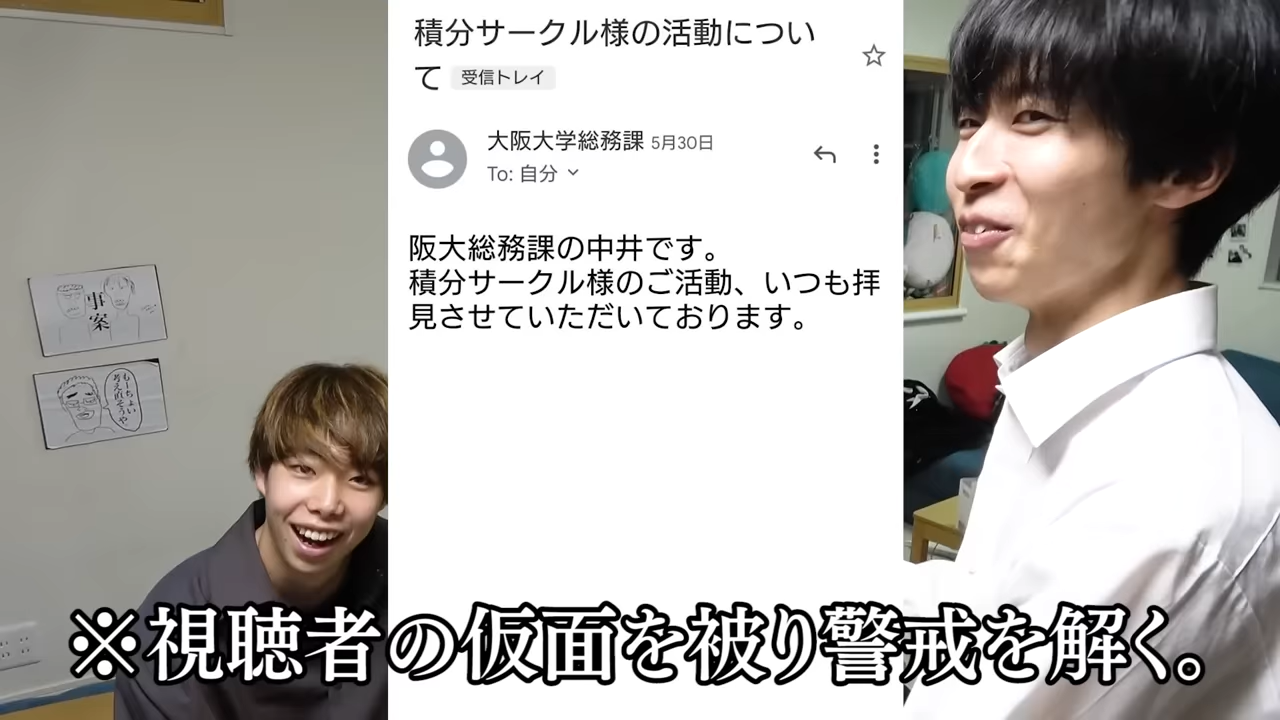 積分サークル様の活動につい
て 受信トレイ
大阪大学総務課 5月30日
To: 自分
阪大総務課の中井です。
積分サークル様のご活動、いつも拝
見させていただいております。
事案
もーちょい
考え直そうや
※視聴者の仮面を被り警戒を解く。